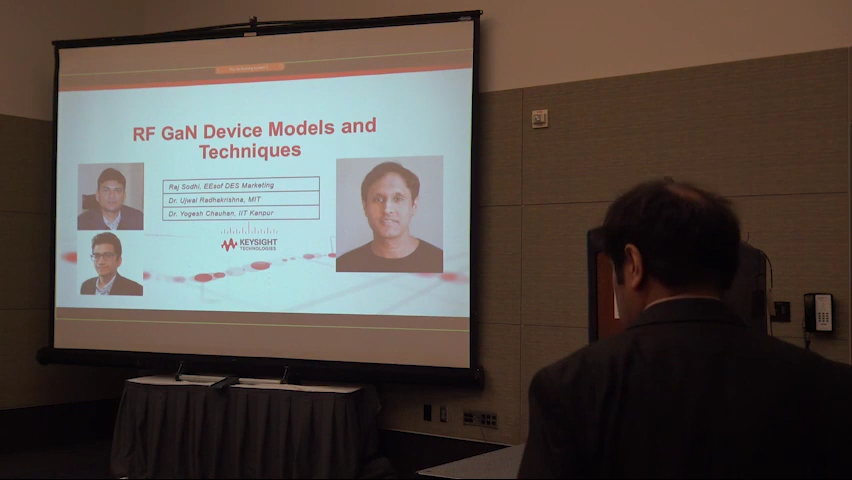 RF GaN Device Models and
Techniques
Raj Sodhi, EEsof DES Marketing
Dr. Ujwal Radhakrishna, MIT
Dr. Yogesh Chauhan, IIT Kanpur
KEYSIGHT
TECHNOLOGIES